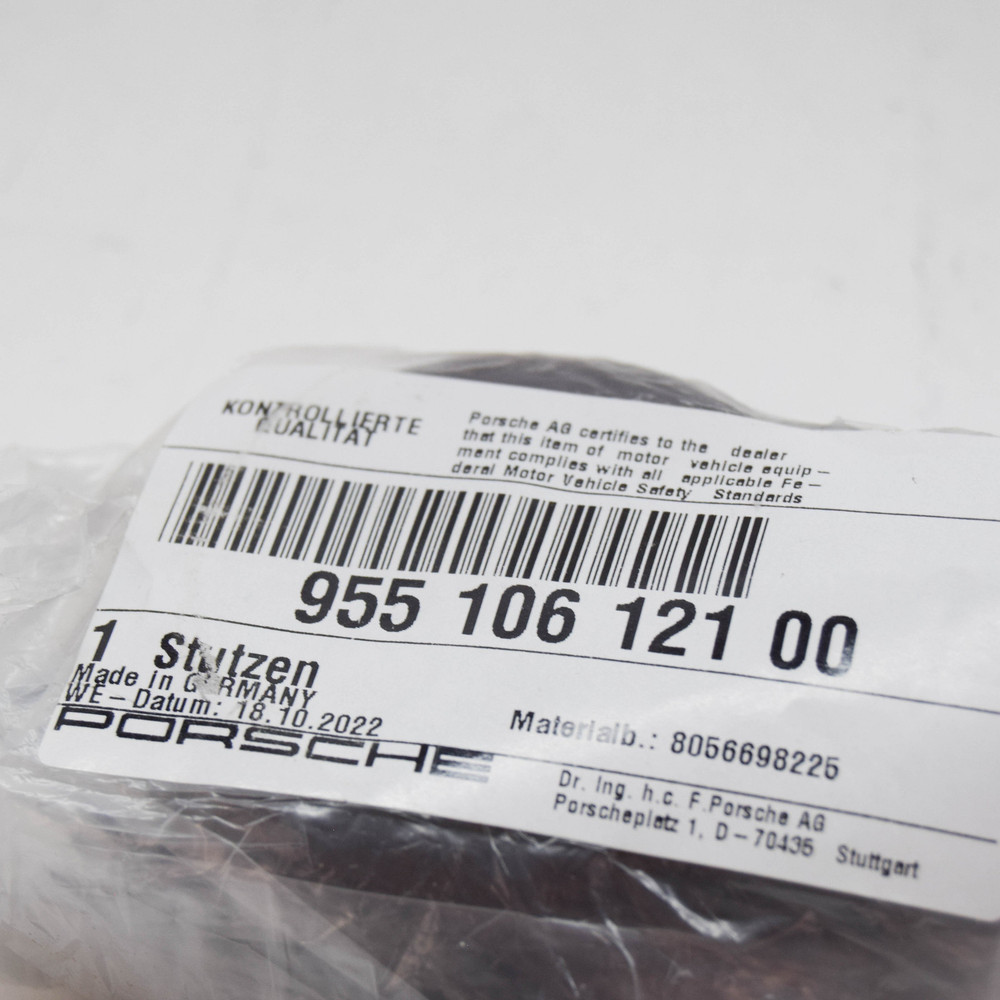 KONTROLLIERTE
QUALITÄT
Porsche AG certifies to the dealer
that this item of motor vehicle equip-
ment complies with all applicable Fe-
deral Motor Vehicle Safety Standards
955 106 121 00
1 Stutzen
Made in GERMANY
WE-Datum: 18.10.2022
Materialb.: 8056698225
PORSCHE
Dr. Ing. h.c. F.Porsche AG
Porscheplatz 1, D-70435 Stuttgart